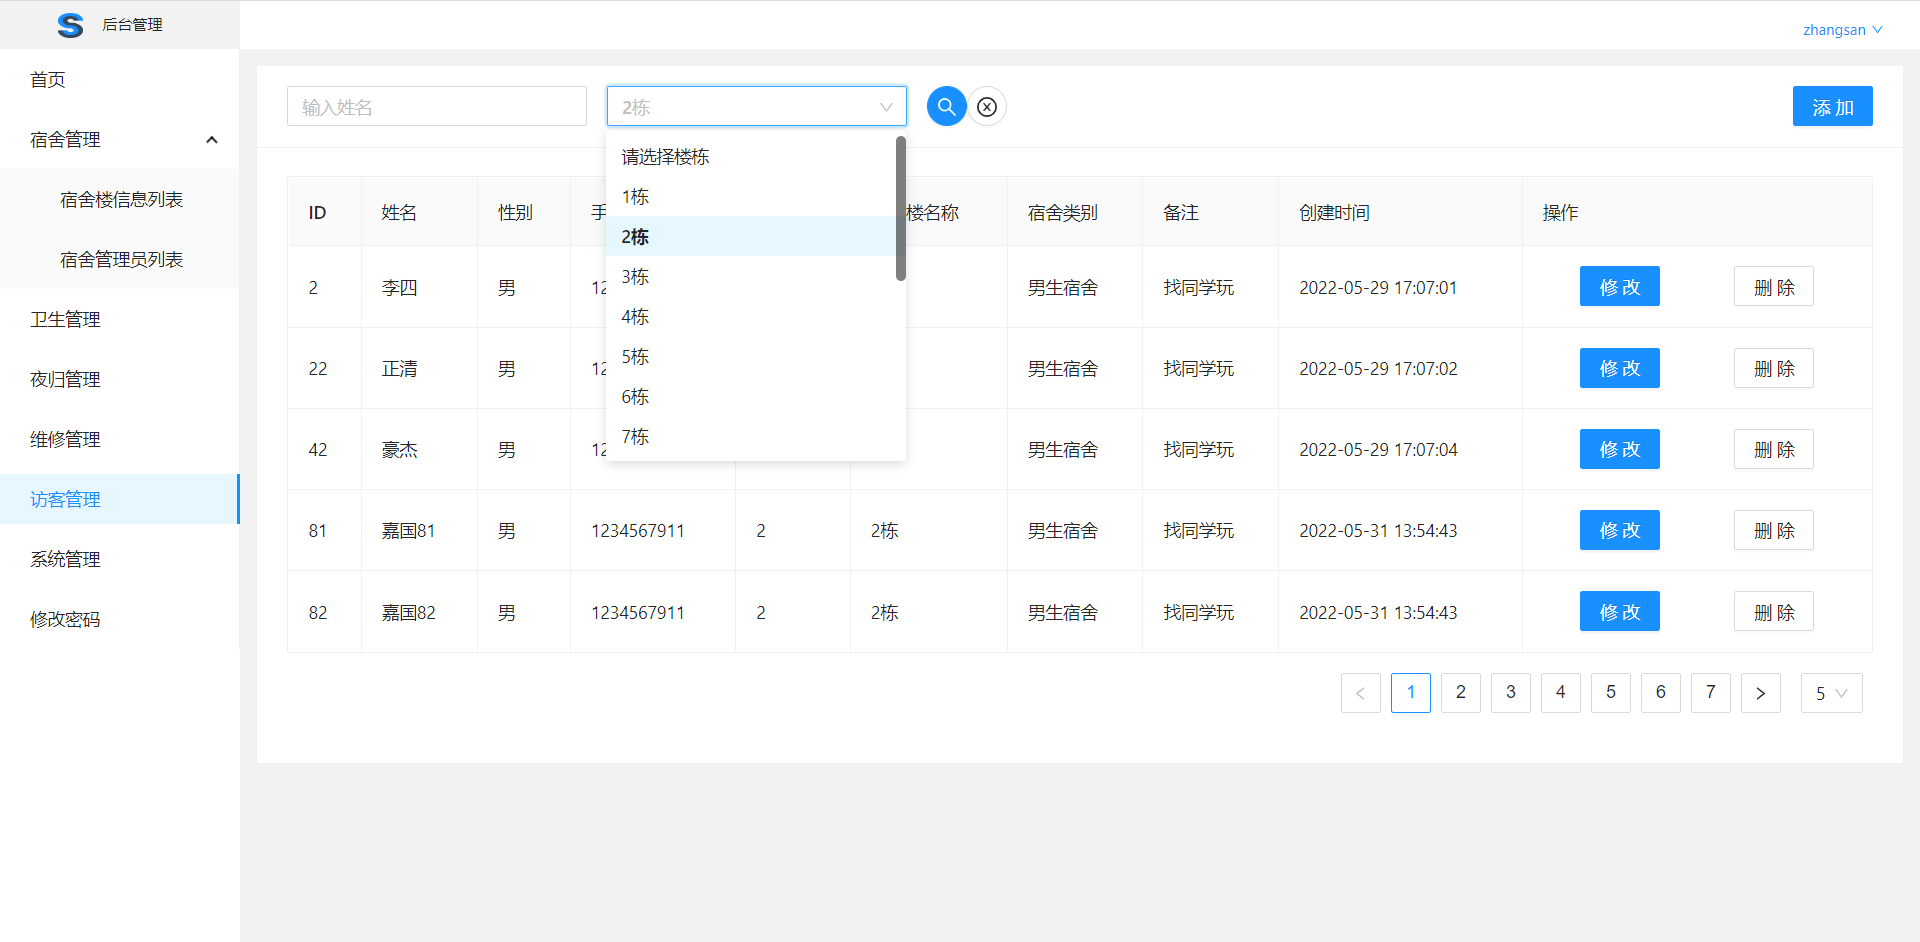 后台管理
zhangsan
首页
宿舍管理
宿舍楼信息列表
宿舍管理员列表
卫生管理
夜归管理
维修管理
访客管理
系统管理
修改密码
输入姓名
2栋
添 加
请选择楼栋
1栋
2栋
3栋
4栋
5栋
6栋
7栋
ID 姓名 性别 手 楼名称 宿舍类别 备注 创建时间 操作
2 李四 男 12 男生宿舍 找同学玩 2022-05-29 17:07:01 修 改 删 除
22 正清 男 12 男生宿舍 找同学玩 2022-05-29 17:07:02 修 改 删 除
42 豪杰 男 12 男生宿舍 找同学玩 2022-05-29 17:07:04 修 改 删 除
81 嘉国81 男 1234567911 2 2栋 男生宿舍 找同学玩 2022-05-31 13:54:43 修 改 删 除
82 嘉国82 男 1234567911 2 2栋 男生宿舍 找同学玩 2022-05-31 13:54:43 修 改 删 除
1 2 3 4 5 6 7 5